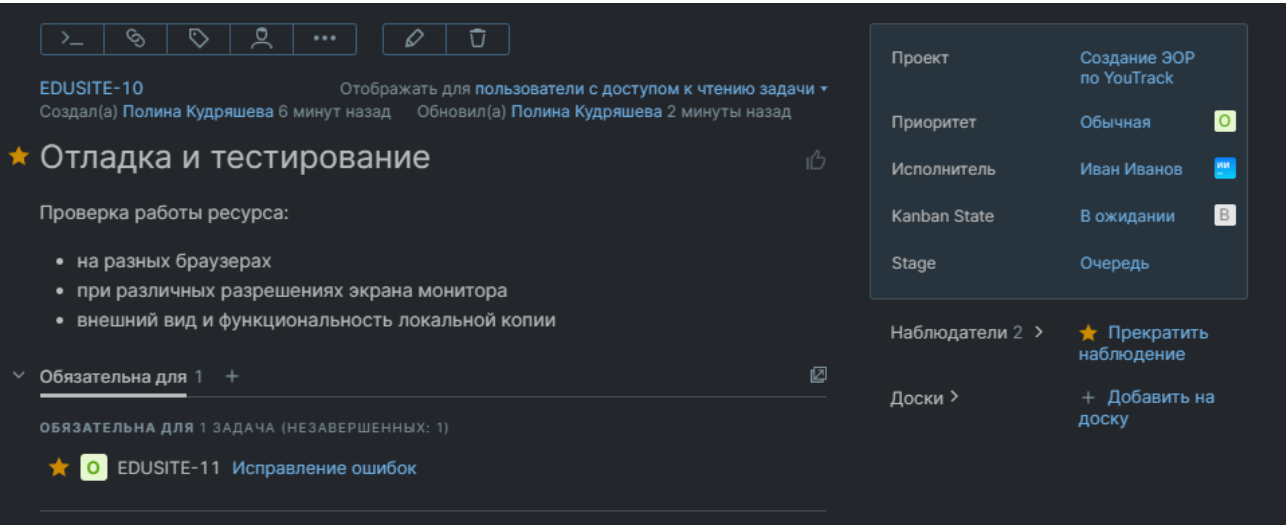 EDUSITE-10
Отображать для пользователи с доступом к чтению задачи
Создал(а) Полина Кудряшева 6 минут назад Обновил(а) Полина Кудряшева 2 минуты назад
Отладка и тестирование
Проверка работы ресурса:
• на разных браузерах
• при различных разрешениях экрана монитора
• внешний вид и функциональность локальной копии
Обязательна для 1 +
ОБЯЗАТЕЛЬНА ДЛЯ 1 ЗАДАЧА (НЕЗАВЕРШЕННЫХ: 1)
О EDUSITE-11 Исправление ошибок
Проект Создание ЭОР
по YouTrack
Приоритет Обычная О
Исполнитель Иван Иванов ИИ
Kanban State В ожидании В
Stage Очередь
Наблюдатели 2 > Прекратить
наблюдение
Доски > + Добавить на
доску